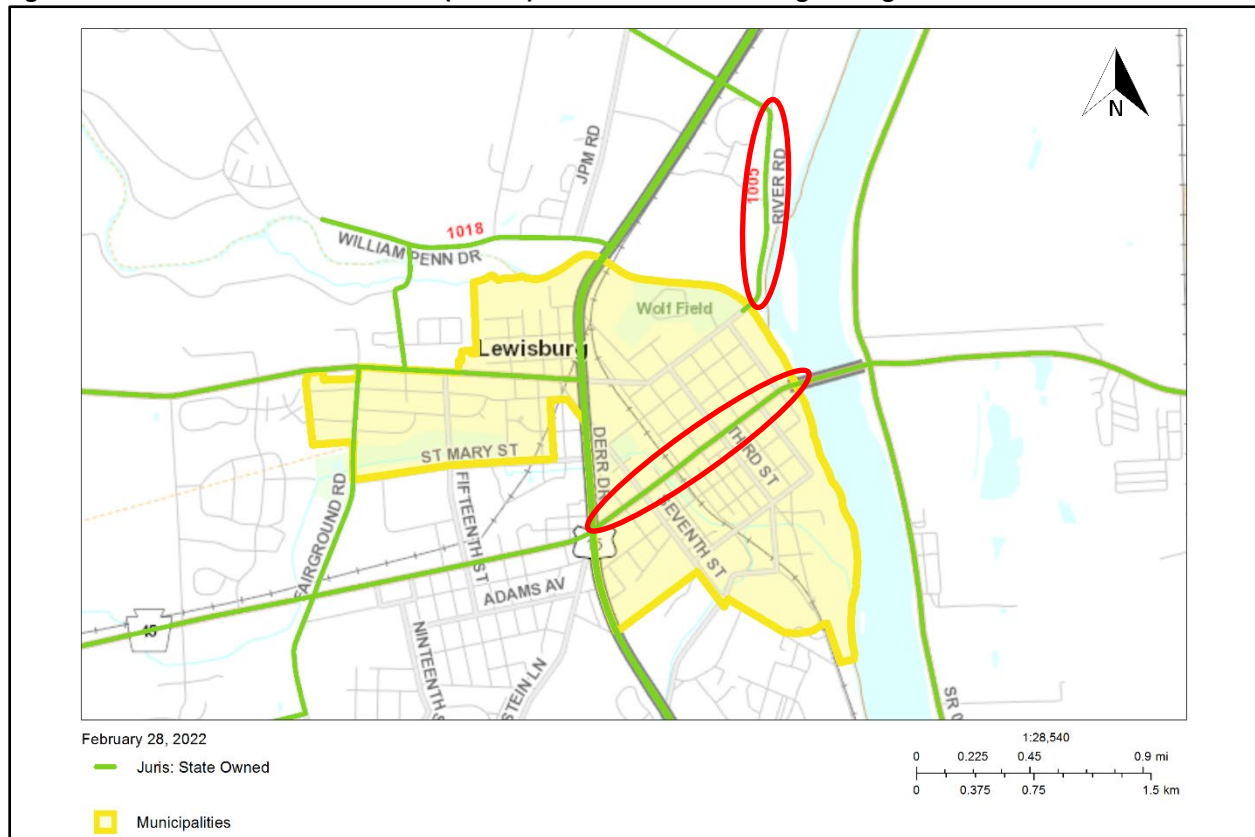 N
JPM RD
1005
RIVER RD
1018
WILLIAM PENN DR
Wolf Field
Lewisburg
DERR DR
THIRD ST
ST MARY ST
FIFTEENTH ST
SEVENTH ST
FAIRGROUND RD
ADAMS AV
45
NINTEENTH S
STEIN LN
SR 0
February 28, 2022
1:28,540
0 0.225 0.45 0.9 mi
0 0.375 0.75 1.5 km
Juris: State Owned
Municipalities